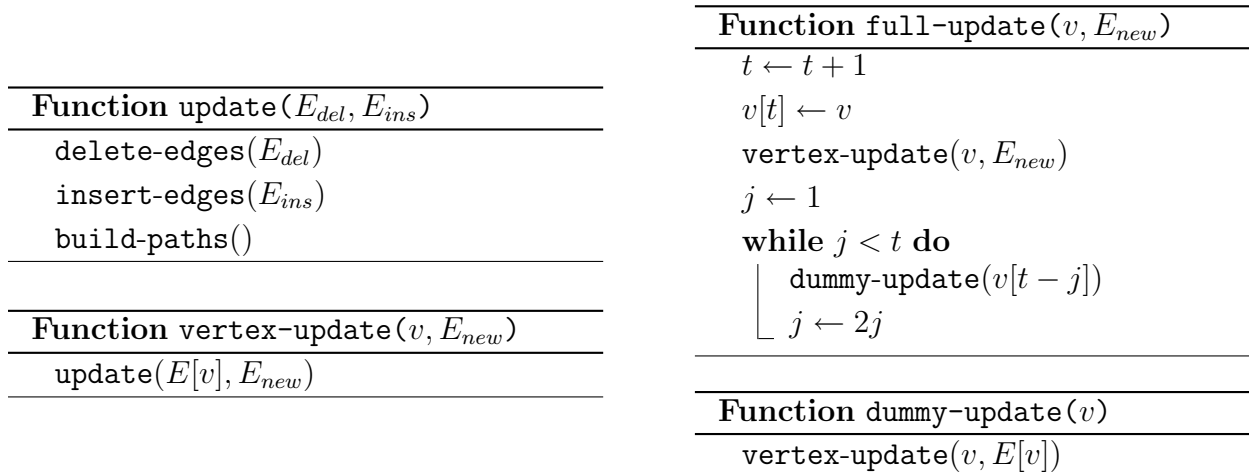 Function update(E_del, E_ins)
delete-edges(E_del)
insert-edges(E_ins)
build-paths()
Function vertex-update(v, E_new)
update(E[v], E_new)
Function full-update(v, E_new)
t ← t + 1
v[t] ← v
vertex-update(v, E_new)
j ← 1
while j < t do
dummy-update(v[t − j])
j ← 2j
Function dummy-update(v)
vertex-update(v, E[v])